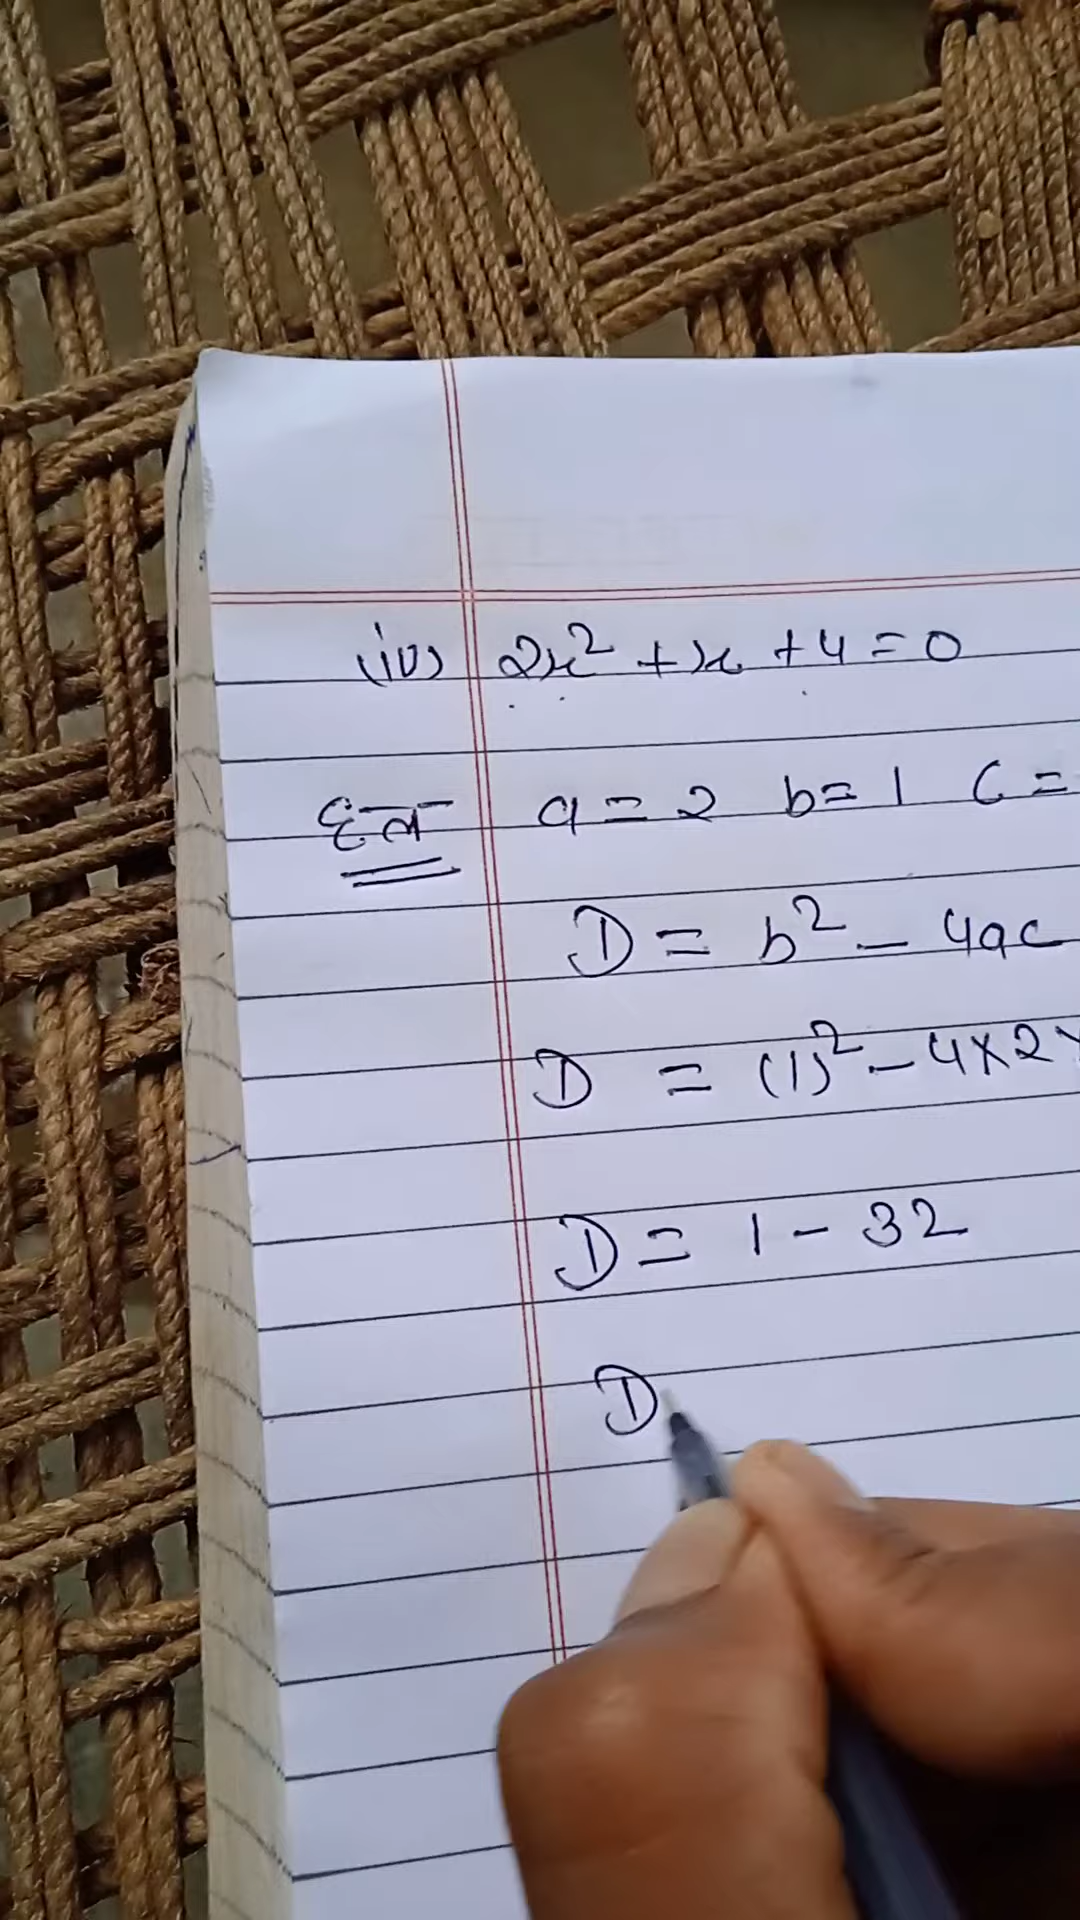 (iv) 2x² + x + 4 = 0
हल a = 2 b = 1 C =
D = b² - 4ac
D = (1)² - 4×2×
D = 1 - 32
D